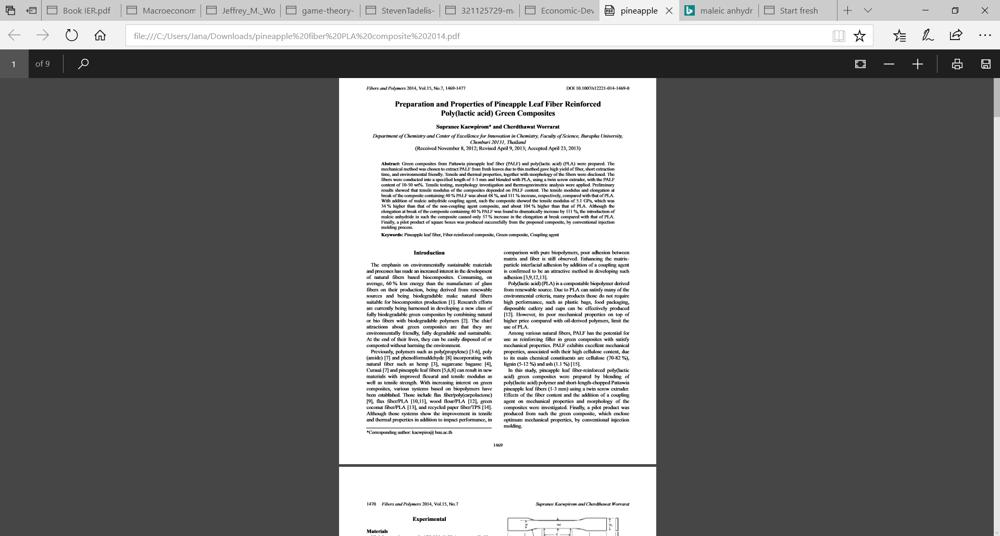 Book IER.pdf
Macroeconom
Jeffrey_M._Wo
game-theory-
StevenTadelis-
321125729-m
Economic-Dev
PDF
pineapple
b
maleic anhydr
Start fresh
file:///C:/Users/Jana/Downloads/pineapple%20fiber%20PLA%20composite%202014.pdf
1
of 9
Fibers and Polymers 2014, Vol.15, No.7, 1469-1477
DOI 10.1007/s12221-014-1469-0
Preparation and Properties of Pineapple Leaf Fiber Reinforced
Poly(lactic acid) Green Composites
Supranee Kaewpirom* and Cherdthawat Worrarat
Department of Chemistry and Center of Excellence for Innovation in Chemistry, Faculty of Science, Burapha University,
Chonburi 20131, Thailand
(Received November 8, 2012; Revised April 9, 2013; Accepted April 23, 2013)
Abstract: Green composites from Pattawia pineapple leaf fiber (PALF) and poly(lactic acid) (PLA) were prepared. The
mechanical method was chosen to extract PALF from fresh leaves due to this method gave high yield of fiber, short extraction
time, and environmental friendly. Tensile and thermal properties, together with morphology of the fibers were disclosed. The
fibers were conducted into a specified length of 1-3 mm and blended with PLA, using a twin screw extruder, with the PALF
content of 10-50 wt%. Tensile testing, morphology investigation and thermogravimetric analysis were applied. Preliminary
results showed that tensile modulus of the composites depended on PALF content. The tensile modulus and elongation at
break of the composite containing 40 % PALF was about 48 %, and 111 % increase, respectively, compared with that of PLA.
With addition of maleic anhydride coupling agent, such the composite showed the tensile modulus of 5.1 GPa, which was
34 % higher than that of the non-coupling agent composite, and about 104 % higher than that of PLA. Although the
elongation at break of the composite containing 40 % PALF was found to dramatically increase by 111 %, the introduction of
maleic anhydride in such the composite caused only 57 % increase in the elongation at break compared with that of PLA.
Finally, a pilot product of square boxes was produced successfully from the proposed composite, by conventional injection
molding process.
Keywords: Pineapple leaf fiber, Fiber-reinforced composite, Green composite, Coupling agent
Introduction
The emphasis on environmentally sustainable materials
and processes has made an increased interest in the development
of natural fibers based biocomposites. Consuming, on
average, 60 % less energy than the manufacture of glass
fibers on their production, being derived from renewable
sources and being biodegradable make natural fibers
suitable for biocomposites production [1]. Research efforts
are currently being harnessed in developing a new class of
fully biodegradable green composites by combining natural
or bio fibers with biodegradable polymers [2]. The chief
attractions about green composites are that they are
environmentally friendly, fully degradable and sustainable.
At the end of their lives, they can be easily disposed of or
composted without harming the environment.
Previously, polymers such as poly(propylene) [3-6], poly
(amide) [7] and phenolformaldehyde [8] incorporating with
natural fiber such as hemp [3], sugarcane bagasse [4],
Curauá [7] and pineapple leaf fibers [5,6,8] can result in new
materials with improved flexural and tensile modulus as
well as tensile strength. With increasing interest on green
composites, various systems based on biopolymers have
been established. Those include flax fiber/poly(carpolactone)
[9], flax fiber/PLA [10,11], wood flour/PLA [12], green
coconut fiber/PLA [13], and recycled paper fiber/TPS [14].
Although those systems show the improvement in tensile
and thermal properties in addition to impact performance, in
*Corresponding author: kaewpiro@ buu.ac.th
comparison with pure biopolymers, poor adhesion between
matrix and fiber is still observed. Enhancing the matrix-
particle interfacial adhesion by addition of a coupling agent
is confirmed to be an attractive method in developing such
adhesion [3,9,12,13].
Poly(lactic acid) (PLA) is a compostable biopolymer derived
from renewable source. Due to PLA can satisfy many of the
environmental criteria, many products those do not require
high performance, such as plastic bags, food packaging,
disposable cutlery and cups can be effectively produced
[12]. However, its poor mechanical properties on top of
higher price compared with oil-derived polymers, limit the
use of PLA.
Among various natural fibers, PALF has the potential for
use as reinforcing filler in green composites with satisfy
mechanical properties. PALF exhibits excellent mechanical
properties, associated with their high cellulose content, due
to its main chemical constituents are cellulose (70-82 %),
lignin (5-12 %) and ash (1.1 %) [15].
In this study, pineapple leaf fiber-reinforced poly(lactic
acid) green composites were prepared by blending of
poly(lactic acid) polymer and short-length-chopped Pattawia
pineapple leaf fibers (1-3 mm) using a twin screw extruder.
Effects of the fiber content and the addition of a coupling
agent on mechanical properties and morphology of the
composites were investigated. Finally, a pilot product was
produced from such the green composite, which enclose
optimum mechanical properties, by conventional injection
molding.
1469
1470 Fibers and Polymers 2014, Vol.15, No.7
Supranee Kaewpirom and Cherdthawat Worrarat
Experimental
Materials